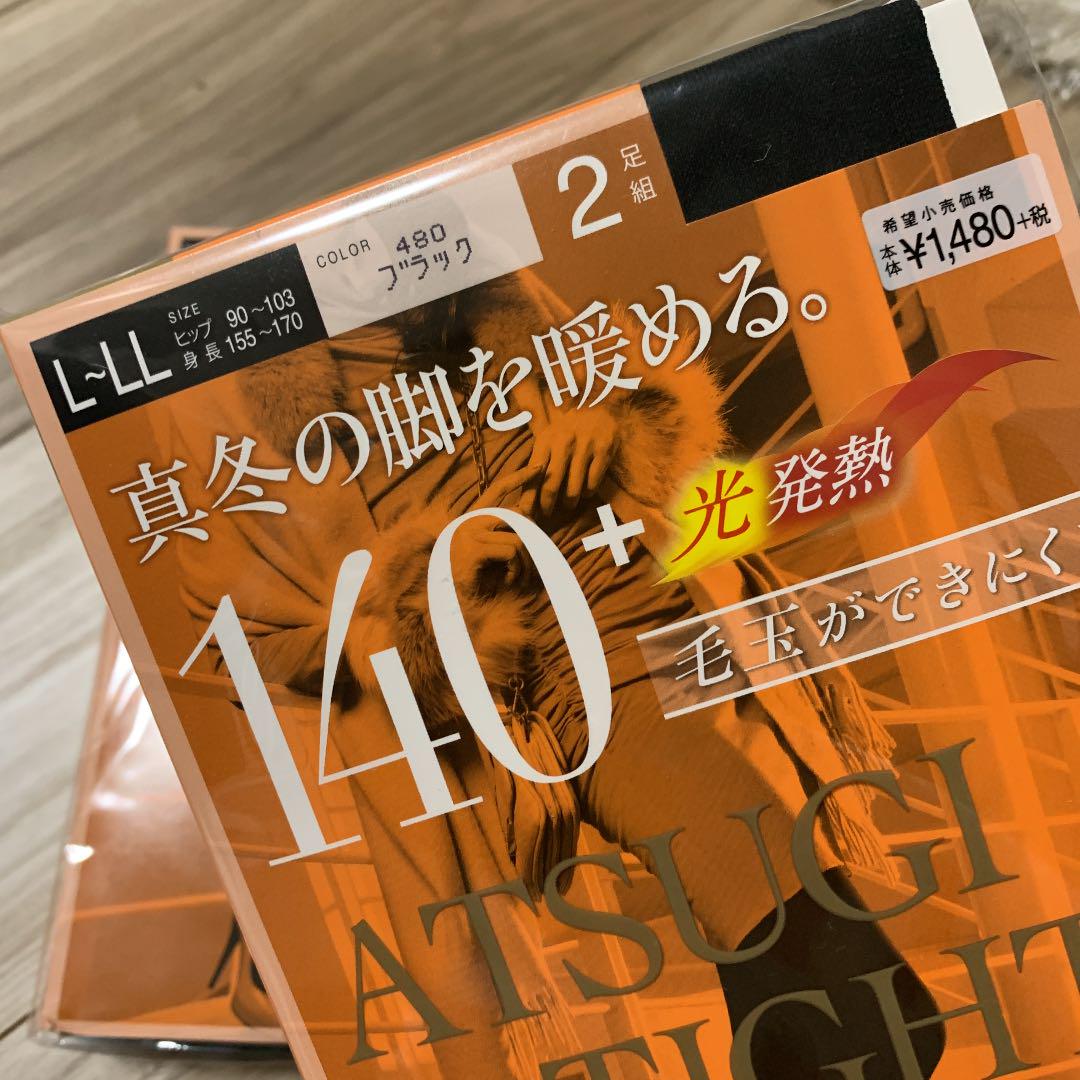 L~LL
SIZE
ヒップ 90~103
身長 155~170
COLOR 480
ブラック
2足組
希望小売価格
本体 ¥1,480+税
真冬の脚を暖める。
140+
光発熱
毛玉ができにく
ATSUGI
TIGHT